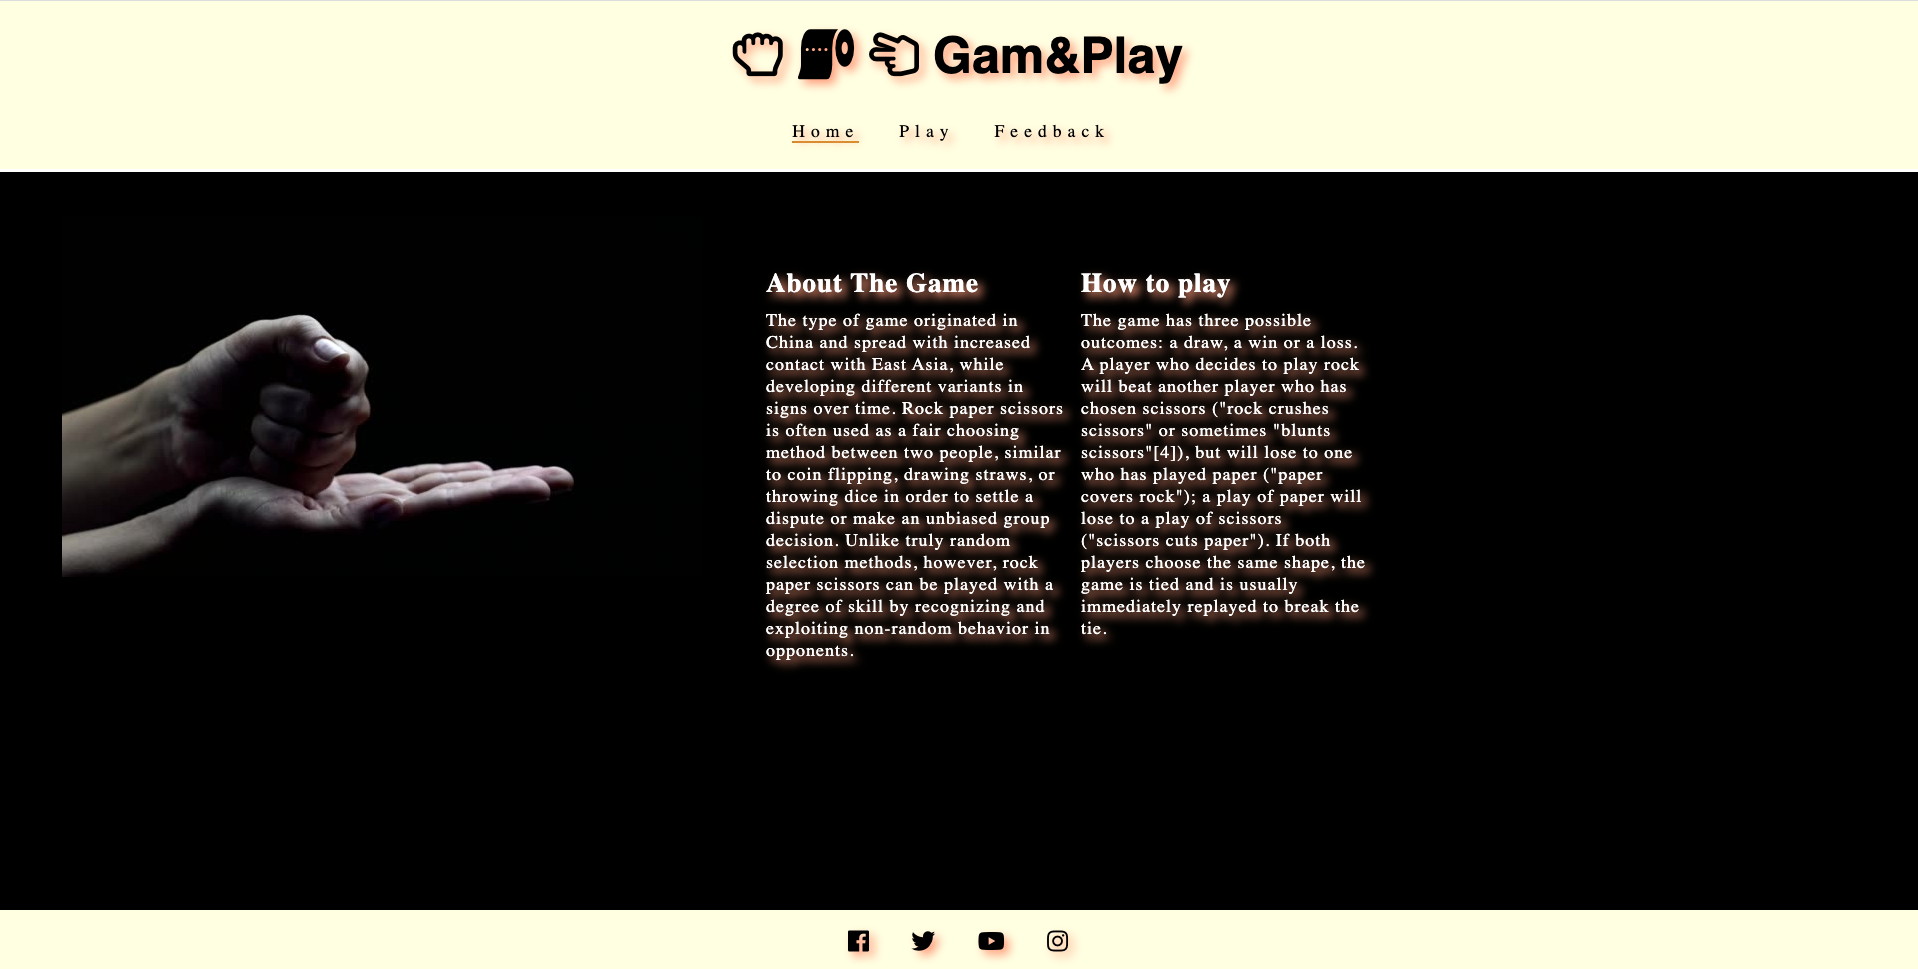 Gam&Play
Home Play Feedback
About The Game
The type of game originated in
China and spread with increased
contact with East Asia, while
developing different variants in
signs over time. Rock paper scissors
is often used as a fair choosing
method between two people, similar
to coin flipping, drawing straws, or
throwing dice in order to settle a
dispute or make an unbiased group
decision. Unlike truly random
selection methods, however, rock
paper scissors can be played with a
degree of skill by recognizing and
exploiting non-random behavior in
opponents.
How to play
The game has three possible
outcomes: a draw, a win or a loss.
A player who decides to play rock
will beat another player who has
chosen scissors ("rock crushes
scissors" or sometimes "blunts
scissors"[4]), but will lose to one
who has played paper ("paper
covers rock"); a play of paper will
lose to a play of scissors
("scissors cuts paper"). If both
players choose the same shape, the
game is tied and is usually
immediately replayed to break the
tie.